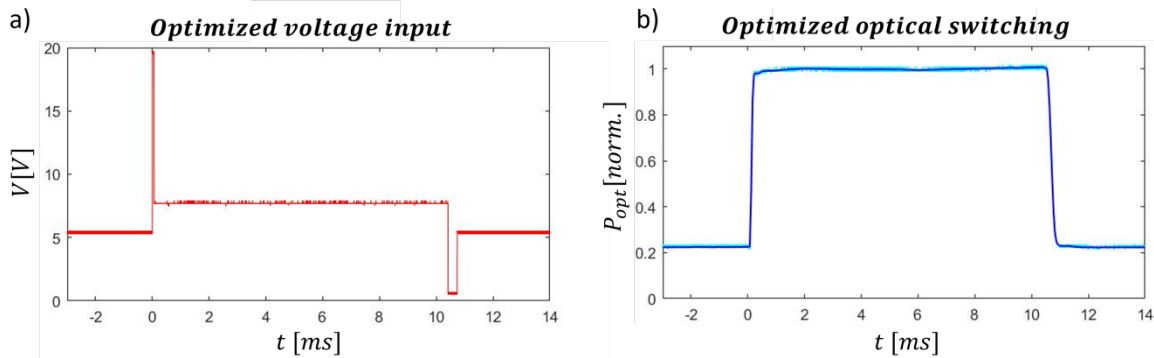 a)
Optimized voltage input
20
15
10
5
0
V[V]
-2 0 2 4 6 8 10 12 14
t [ms]
b)
Optimized optical switching
1
0.8
0.6
0.4
0.2
0
P_opt[norm.]
-2 0 2 4 6 8 10 12 14
t [ms]